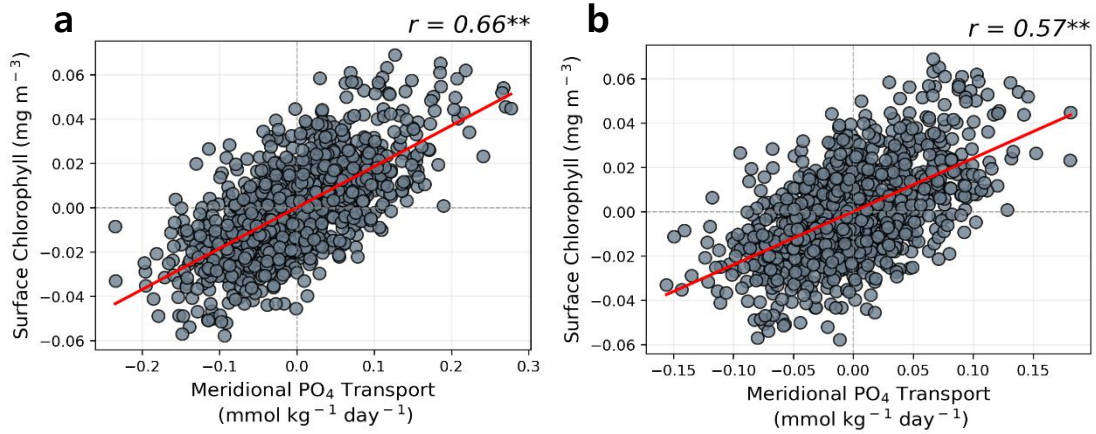 a
r = 0.66**
Surface Chlorophyll (mg m⁻³)
0.06
0.04
0.02
0.00
−0.02
−0.04
−0.06
−0.2 −0.1 0.0 0.1 0.2 0.3
Meridional PO₄ Transport
(mmol kg⁻¹ day⁻¹)
b
r = 0.57**
Surface Chlorophyll (mg m⁻³)
0.06
0.04
0.02
0.00
−0.02
−0.04
−0.06
−0.15 −0.10 −0.05 0.00 0.05 0.10 0.15
Meridional PO₄ Transport
(mmol kg⁻¹ day⁻¹)